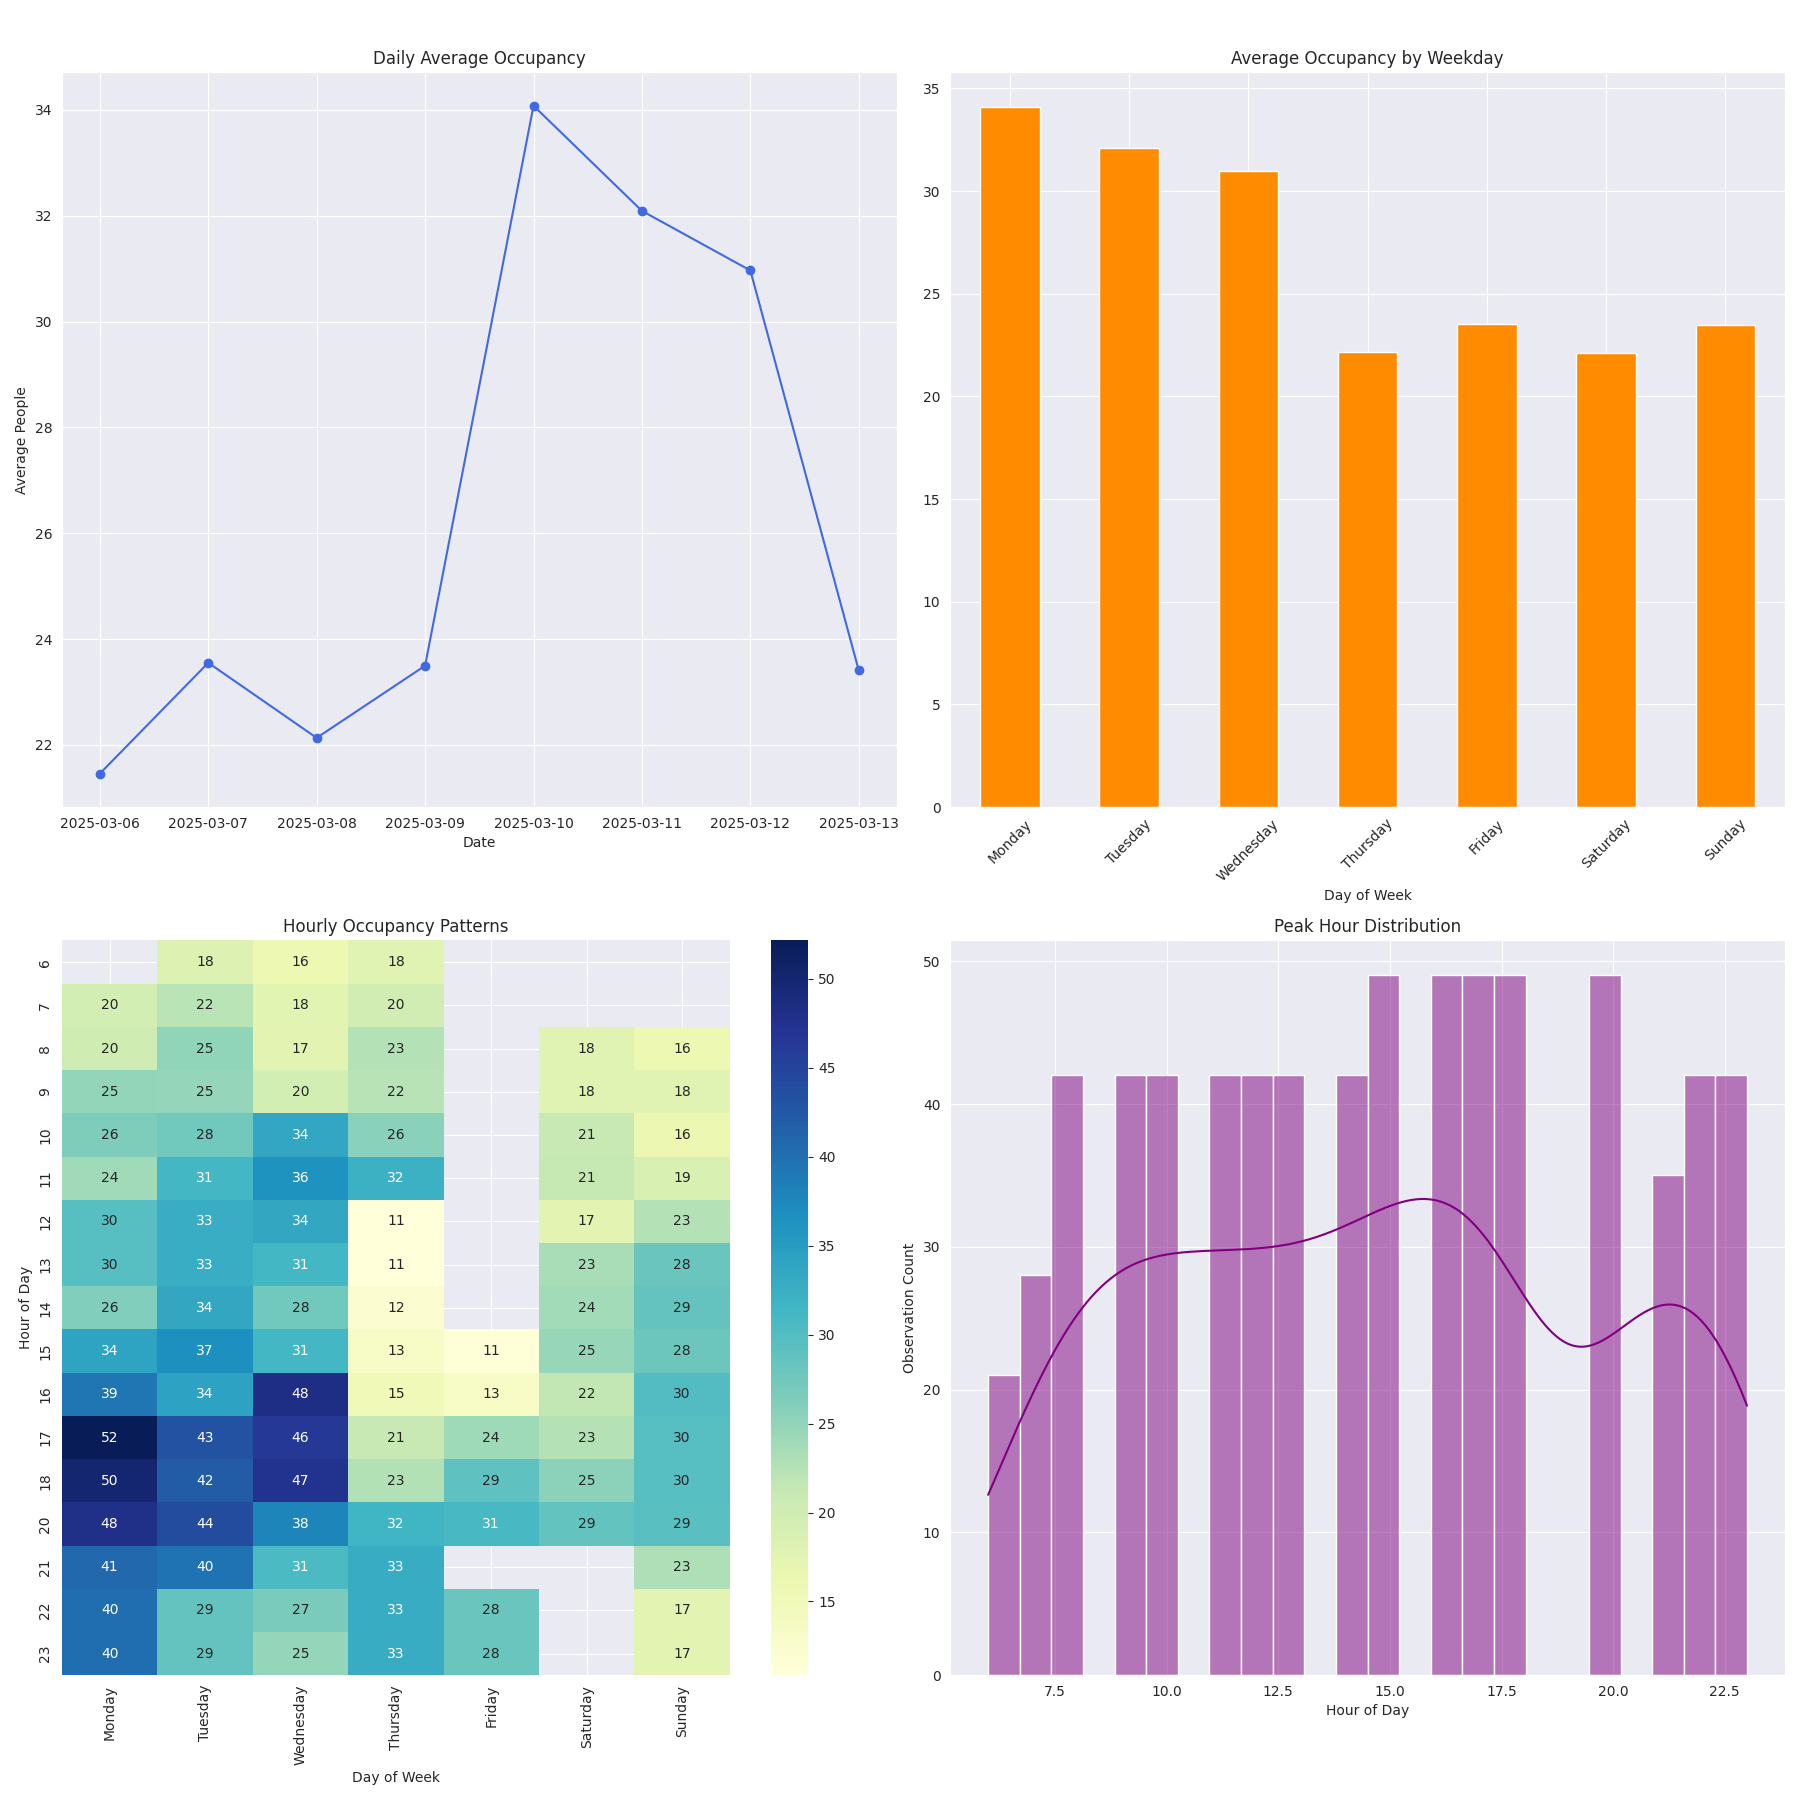 Daily Average Occupancy
Average People
34
32
30
28
26
24
22
2025-03-06 2025-03-07 2025-03-08 2025-03-09 2025-03-10 2025-03-11 2025-03-12 2025-03-13
Date
Average Occupancy by Weekday
35
30
25
20
15
10
5
0
Monday Tuesday Wednesday Thursday Friday Saturday Sunday
Day of Week
Hourly Occupancy Patterns
Hour of Day
6 18 16 18
7 20 22 18 20
8 20 25 17 23 18 16
9 25 25 20 22 18 18
10 26 28 34 26 21 16
11 24 31 36 32 21 19
12 30 33 34 11 17 23
13 30 33 31 11 23 28
14 26 34 28 12 24 29
15 34 37 31 13 11 25 28
16 39 34 48 15 13 22 30
17 52 43 46 21 24 23 30
18 50 42 47 23 29 25 30
20 48 44 38 32 31 29 29
21 41 40 31 33 23
22 40 29 27 33 28 17
23 40 29 25 33 28 17
Monday Tuesday Wednesday Thursday Friday Saturday Sunday
Day of Week
50
45
40
35
30
25
20
15
Peak Hour Distribution
Observation Count
50
40
30
20
10
0
7.5 10.0 12.5 15.0 17.5 20.0 22.5
Hour of Day